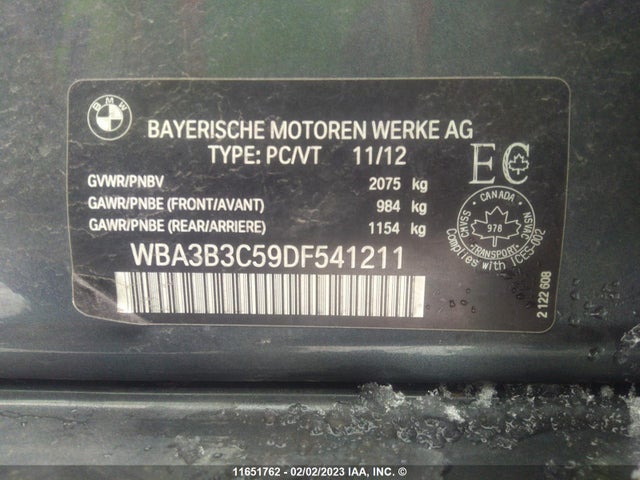 BMW
BAYERISCHE MOTOREN WERKE AG
TYPE: PC/VT 11/12
EC
GVWR/PNBV 2075 kg
GAWR/PNBE (FRONT/AVANT) 984 kg
GAWR/PNBE (REAR/ARRIERE) 1154 kg
CANADA
CMVSS NSVAC
978
TRANSPORT
Complies with ICES-002
WBA3B3C59DF541211
2 122 608
11651762 - 02/02/2023 IAA, INC. ©